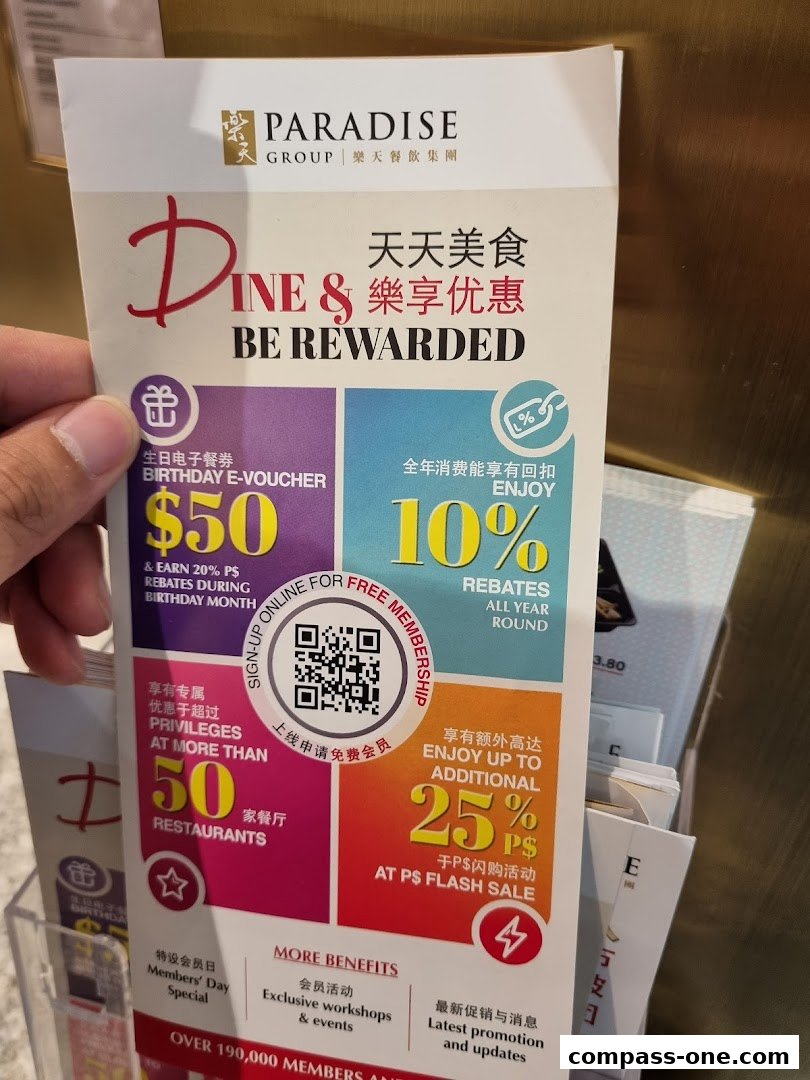 樂天
PARADISE
GROUP | 樂天餐飲集團
天天美食
DINE & 樂享优惠
BE REWARDED
生日电子餐券
BIRTHDAY E-VOUCHER
$50
& EARN 20% P$
REBATES DURING
BIRTHDAY MONTH
全年消费能享有回扣
ENJOY
10%
REBATES
ALL YEAR
ROUND
SIGN-UP ONLINE FOR FREE MEMBERSHIP
上线申请免费会员
享有专属
优惠于超过
PRIVILEGES
AT MORE THAN
50 家餐厅
RESTAURANTS
享有额外高达
ENJOY UP TO
ADDITIONAL
25% P$
于P$闪购活动
AT P$ FLASH SALE
MORE BENEFITS
特设会员日
Members' Day
Special
会员活动
Exclusive workshops
& events
最新促销与消息
Latest promotion
and updates
OVER 190,000 MEMBERS AND
3.80
compass-one.com